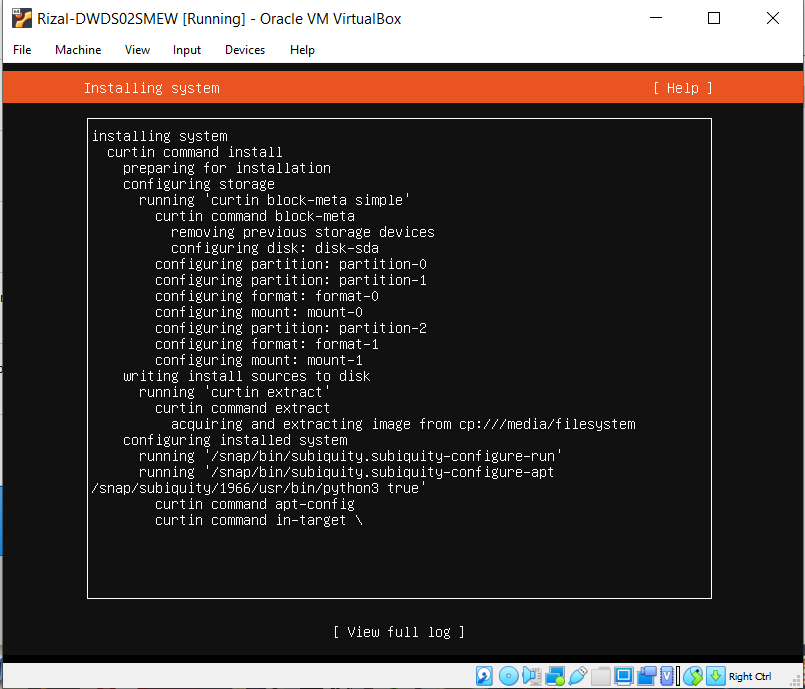 Rizal-DWDS02SMEW [Running] - Oracle VM VirtualBox
File Machine View Input Devices Help
Installing system [ Help ]
installing system
curtin command install
preparing for installation
configuring storage
running 'curtin block-meta simple'
curtin command block-meta
removing previous storage devices
configuring disk: disk-sda
configuring partition: partition-0
configuring partition: partition-1
configuring format: format-0
configuring mount: mount-0
configuring partition: partition-2
configuring format: format-1
configuring mount: mount-1
writing install sources to disk
running 'curtin extract'
curtin command extract
acquiring and extracting image from cp:///media/filesystem
configuring installed system
running '/snap/bin/subiquity.subiquity-configure-run'
running '/snap/bin/subiquity.subiquity-configure-apt
/snap/subiquity/1966/usr/bin/python3 true'
curtin command apt-config
curtin command in-target \
[ View full log ]
Right Ctrl